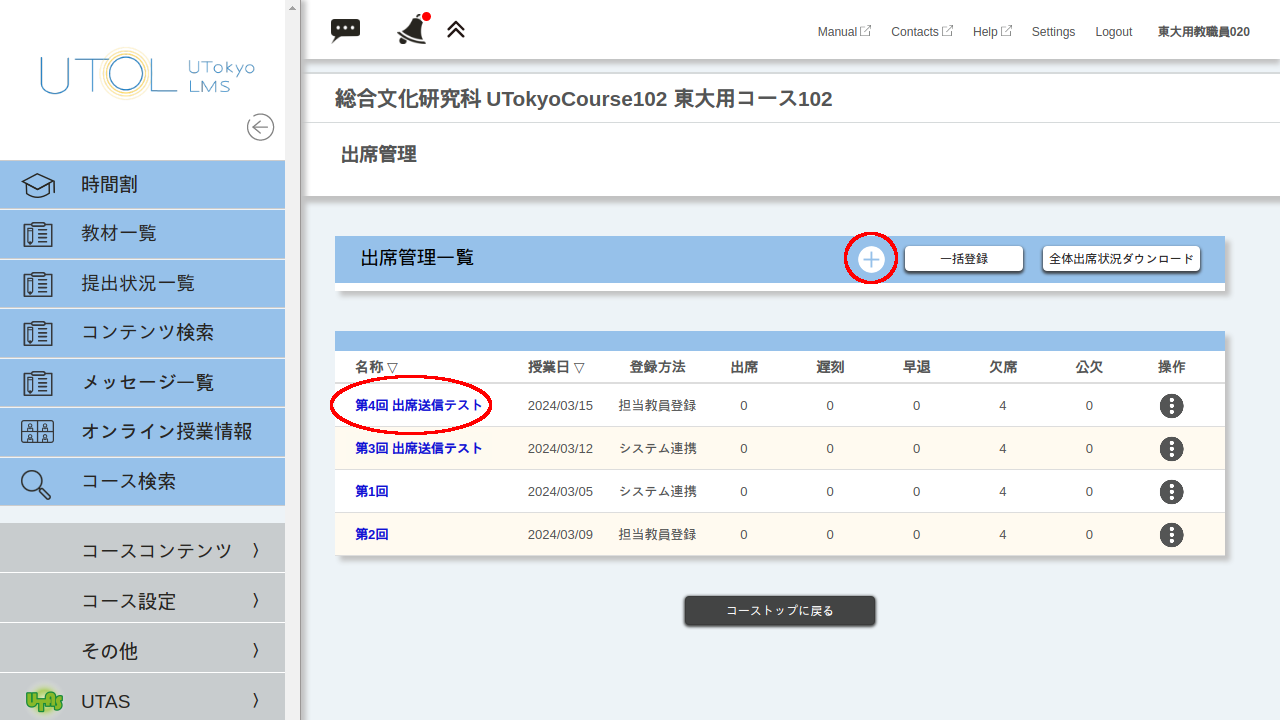 UTOL UTokyo LMS
Manual Contacts Help Settings Logout 東大用教職員020
総合文化研究科 UTokyoCourse102 東大用コース102
出席管理
時間割
教材一覧
提出状況一覧
コンテンツ検索
メッセージ一覧
オンライン授業情報
コース検索
コースコンテンツ 〉
コース設定 〉
その他 〉
UTAS UTAS 〉
出席管理一覧 一括登録 全体出席状況ダウンロード
名称 ▽ 授業日 ▽ 登録方法 出席 遅刻 早退 欠席 公欠 操作
第4回 出席送信テスト 2024/03/15 担当教員登録 0 0 0 4 0
第3回 出席送信テスト 2024/03/12 システム連携 0 0 0 4 0
第1回 2024/03/05 システム連携 0 0 0 4 0
第2回 2024/03/09 担当教員登録 0 0 0 4 0
コーストップに戻る